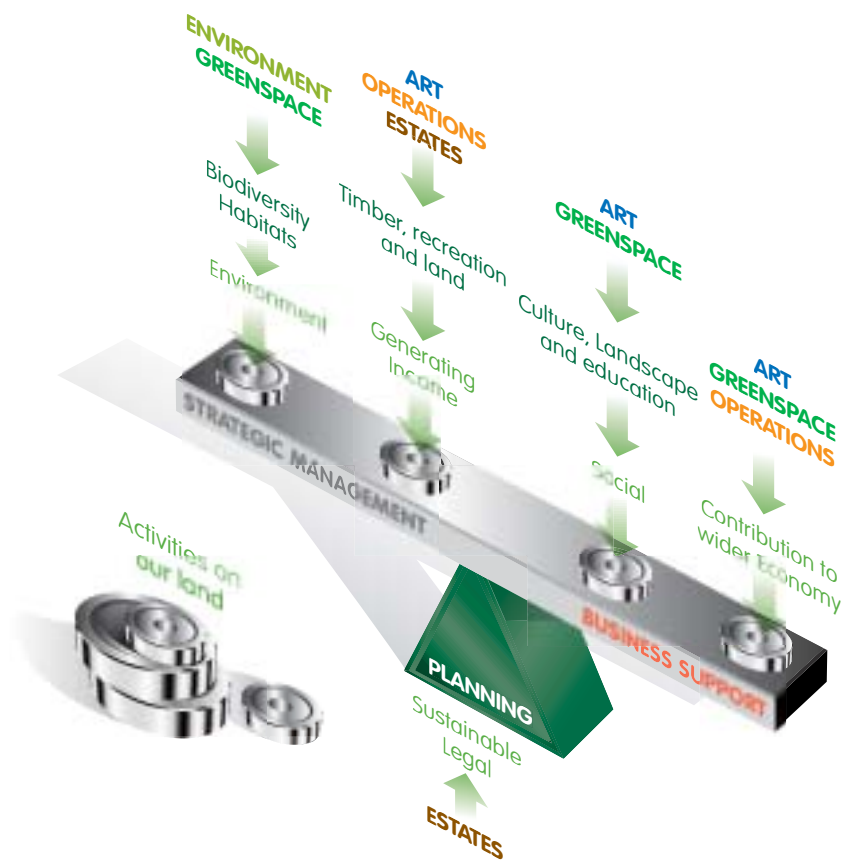 ENVIRONMENT
GREENSPACE
Biodiversity
Habitats
Environment
ART
OPERATIONS
ESTATES
Timber, recreation
and land
Generating
Income
ART
GREENSPACE
Culture, Landscape
and education
Social
ART
GREENSPACE
OPERATIONS
Contribution to
wider Economy
STRATEGIC MANAGEMENT
BUSINESS SUPPORT
Activities on
our land
PLANNING
Sustainable
Legal
ESTATES